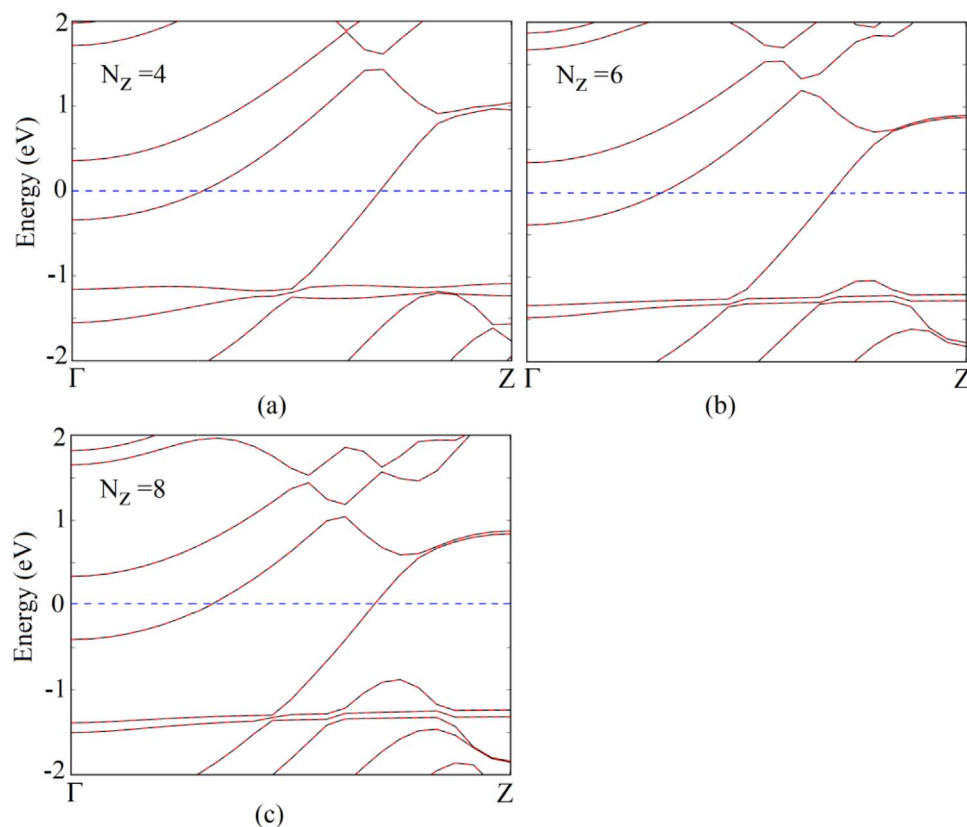 2
1
0
-1
-2
Energy (eV)
N_Z =4
Γ
Z
(a)
2
1
0
-1
-2
N_Z =6
Γ
Z
(b)
2
1
0
-1
-2
Energy (eV)
N_Z =8
Γ
Z
(c)